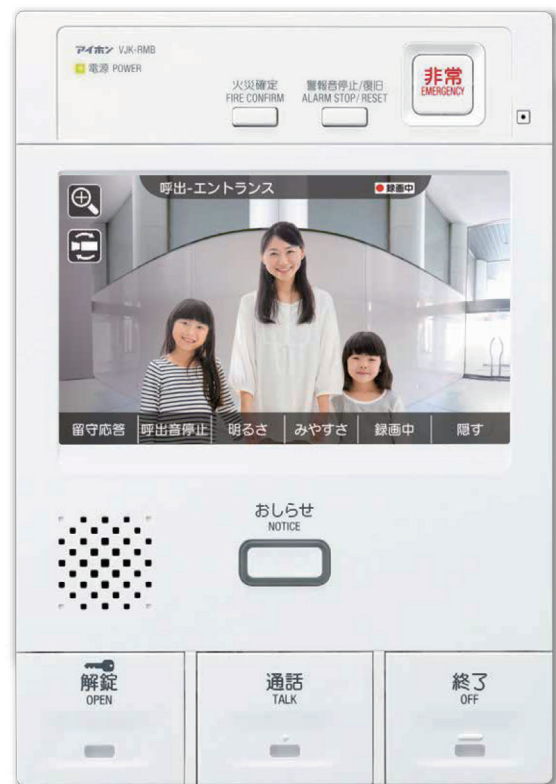 アイホン VJK-RMB
電源 POWER
火災確定
FIRE CONFIRM
警報音停止/復旧
ALARM STOP/RESET
非常
EMERGENCY
呼出-エントランス
録画中
留守応答
呼出音停止
明るさ
みやすさ
録画中
隠す
おしらせ
NOTICE
解錠
OPEN
通話
TALK
終了
OFF